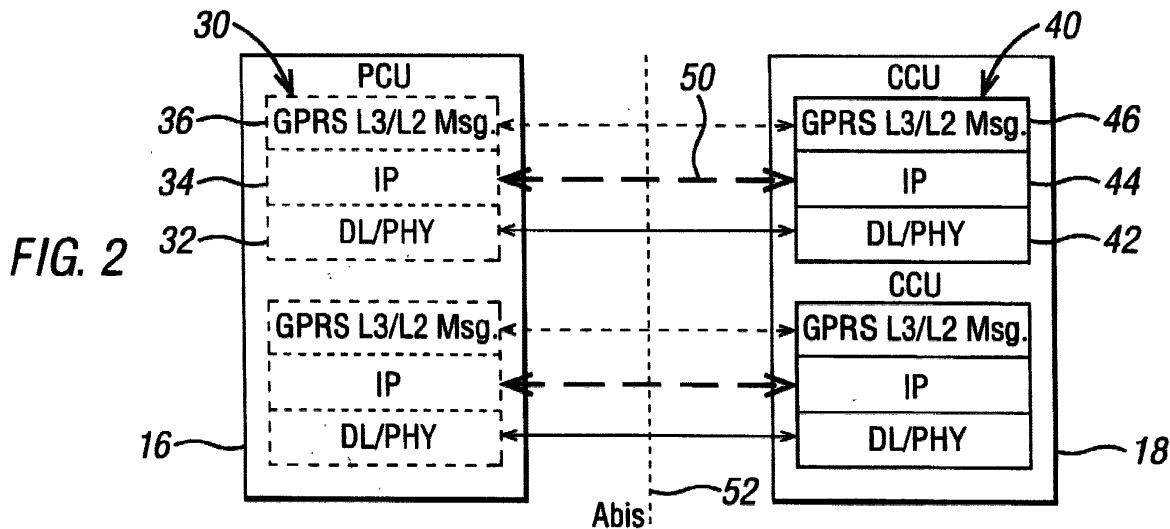 30
PCU
50
CCU
40
36
GPRS L3/L2 Msg.
GPRS L3/L2 Msg.
46
34
IP
IP
44
32
DL/PHY
DL/PHY
42
FIG. 2
CCU
GPRS L3/L2 Msg.
GPRS L3/L2 Msg.
IP
IP
16
DL/PHY
DL/PHY
18
Abis
52